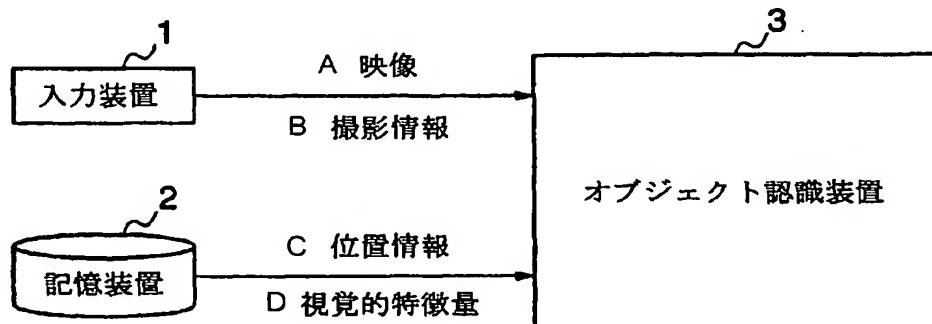 1
入力装置
A 映像
B 撮影情報
3
オブジェクト認識装置
2
記憶装置
C 位置情報
D 視覚的特徴量